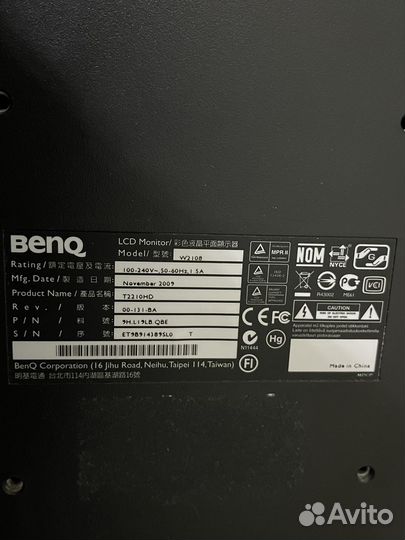 BenQ
LCD Monitor/ 彩色液晶平面顯示器
Model/ 型號
Rating/ 額定電壓及電流: 100-240V~,50-60Hz,1.5A
Mfg. Date/ 製造日期: November 2009
Product Name/ 產品名稱: T2210HD
Rev./ 版本: 00-131-BA
P/N/ 料號: 9H.L19LB.QBE
S/N/ 序號: ET9B914389SL0 T
BenQ Corporation (16 Jihu Road, Neihu, Taipei 114, Taiwan)
明基電通 台北市114內湖區基湖路16號
MPR II
NOM
NYCE
G
FI
N11444
Hg
ME61
VCI
Made in China
Avito